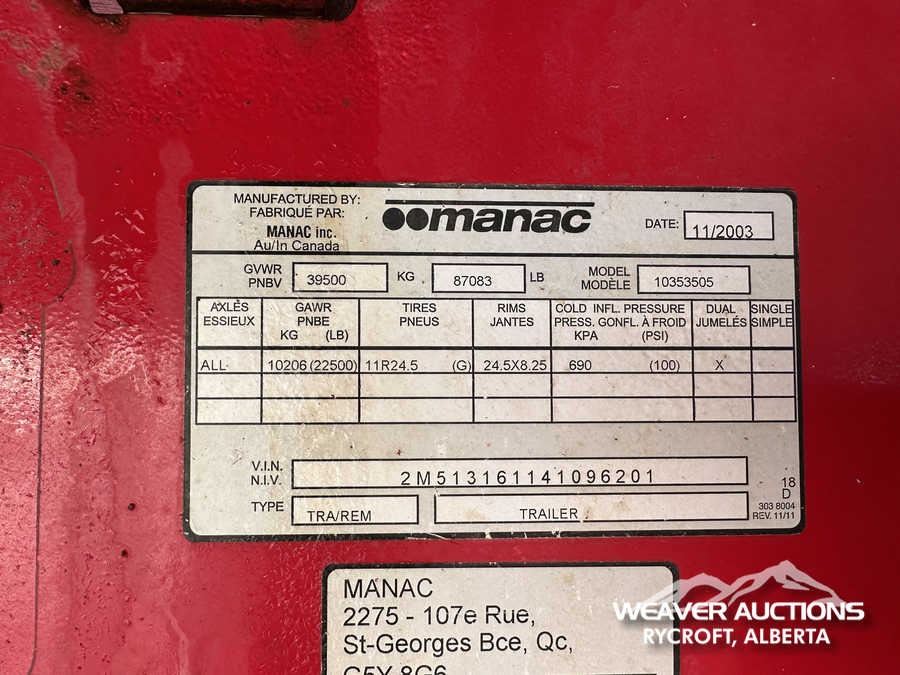 MANUFACTURED BY:
FABRIQUÉ PAR:
MANAC inc.
Au/In Canada
manac
DATE: 11/2003
GVWR
PNBV
39500 KG 87083 LB
MODEL
MODÈLE
10353505
AXLES
ESSIEUX
GAWR
PNBE
KG (LB)
TIRES
PNEUS
RIMS
JANTES
COLD INFL. PRESSURE
PRESS. GONFL. À FROID
KPA (PSI)
DUAL
JUMELÉS
SINGLE
SIMPLE
ALL 10206 (22500) 11R24.5 (G) 24.5X8.25 690 (100) X
V.I.N.
N.I.V.
2M513161141096201
TYPE TRA/REM TRAILER
18
D
303 8004
REV. 11/11
MANAC
2275 - 107e Rue,
St-Georges Bce, Qc,
G5Y 8G6
WEAVER AUCTIONS
RYCROFT, ALBERTA